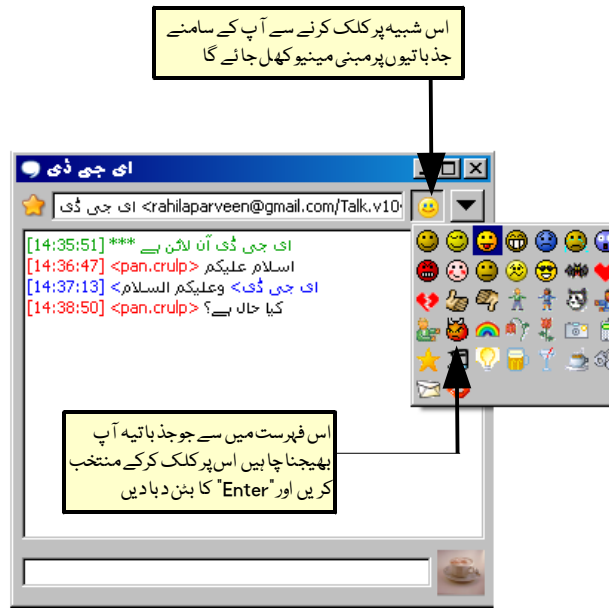 اس شبیہ پر کلک کرنے سے آپ کے سامنے
جذباتیوں پر مبنی مینیو کھل جائے گا
ای جی ڈی
ای جی ڈی <rahilaparveen@gmail.com/Talk.v10
[14:35:51] *** ای جی ڈی آن لائن ہے
[14:36:47] <pan.crulp> اسلام علیکم
[14:37:13] <ای جی ڈی> وعلیکم السلام
[14:38:50] <pan.crulp> کیا حال ہے؟
اس فہرست میں سے جو جذباتیہ آپ
بھیجنا چاہیں اس پر کلک کرکے منتخب
کریں اور "Enter" کا بٹن دبا دیں